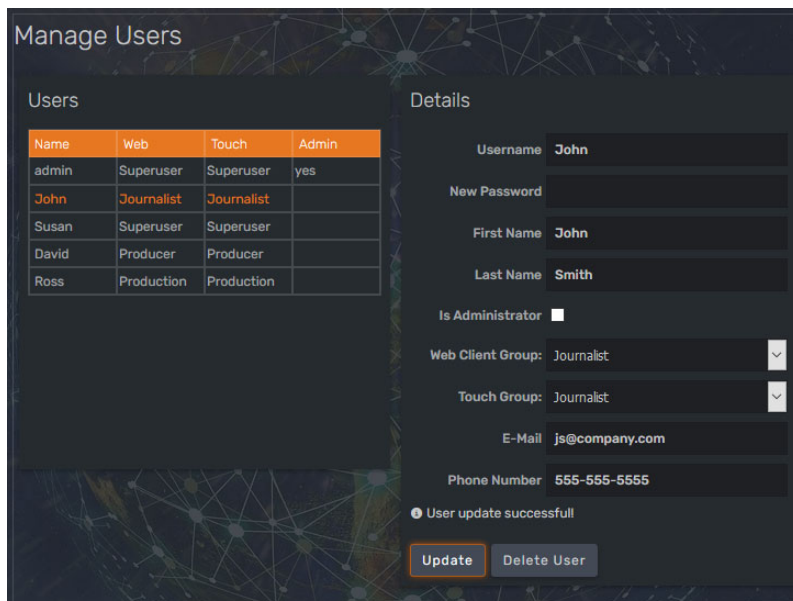 Manage Users
Users
Name Web Touch Admin
admin Superuser Superuser yes
John Journalist Journalist
Susan Superuser Superuser
David Producer Producer
Ross Production Production
Details
Username John
New Password
First Name John
Last Name Smith
Is Administrator
Web Client Group: Journalist
Touch Group: Journalist
E-Mail js@company.com
Phone Number 555-555-5555
User update successful!
Update Delete User